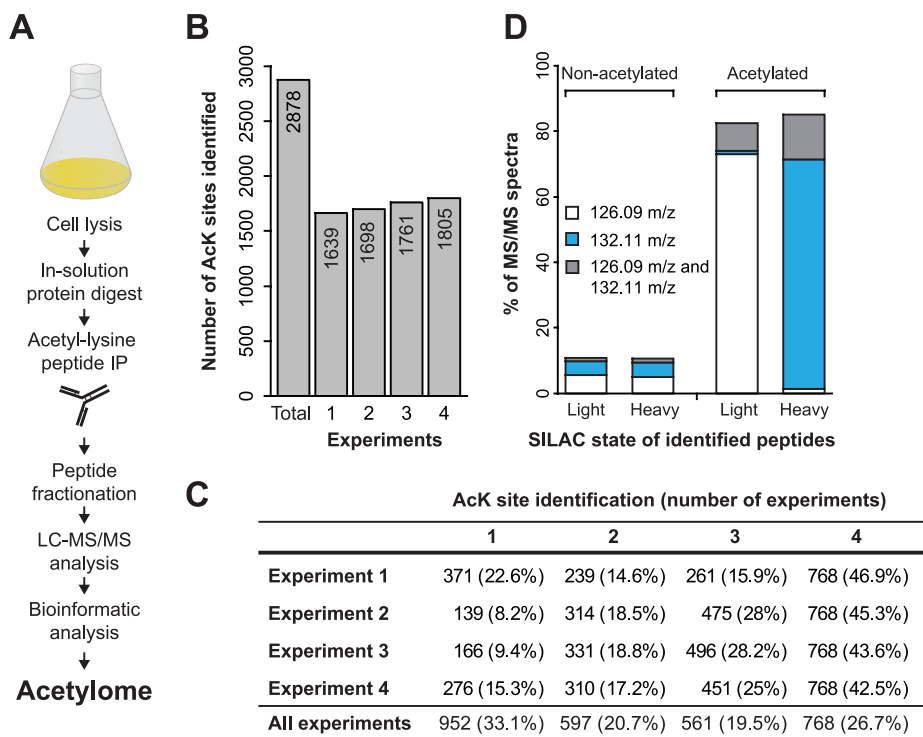 A
Cell lysis
In-solution
protein digest
Acetyl-lysine
peptide IP
Peptide
fractionation
LC-MS/MS
analysis
Bioinformatic
analysis
Acetylome
B
Number of AcK sites identified
3000
2500
2000
1500
1000
500
0
2878
1639
1698
1761
1805
Total 1 2 3 4
Experiments
D
% of MS/MS spectra
100
80
60
40
20
0
Non-acetylated Acetylated
126.09 m/z
132.11 m/z
126.09 m/z and
132.11 m/z
Light Heavy Light Heavy
SILAC state of identified peptides
C
AcK site identification (number of experiments)
1 2 3 4
Experiment 1 371 (22.6%) 239 (14.6%) 261 (15.9%) 768 (46.9%)
Experiment 2 139 (8.2%) 314 (18.5%) 475 (28%) 768 (45.3%)
Experiment 3 166 (9.4%) 331 (18.8%) 496 (28.2%) 768 (43.6%)
Experiment 4 276 (15.3%) 310 (17.2%) 451 (25%) 768 (42.5%)
All experiments 952 (33.1%) 597 (20.7%) 561 (19.5%) 768 (26.7%)